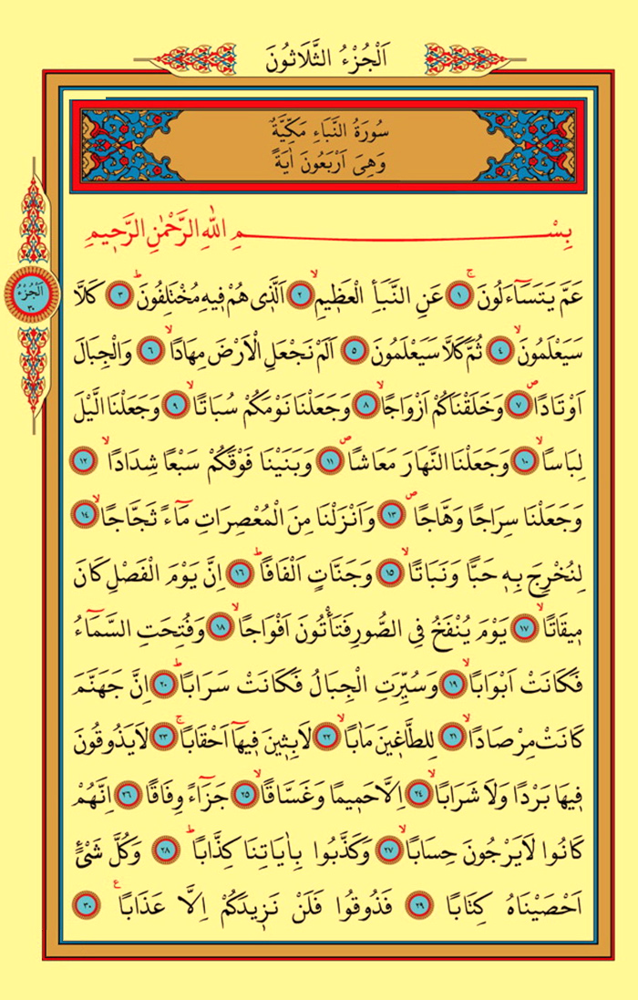 اَلْجُزْءُ الثَّلَاثُونَ
سُورَةُ النَّبَاءِ مَكِّيَّةٌ
وَهِىَ اَرْبَعُونَ اٰيَةً
اَلْجُزْءُ
٣٠
بِسْمِ اللّٰهِ الرَّحْمٰنِ الرَّح۪يمِ
عَمَّ يَتَسَٓاءَلُونَۚ ﴿١﴾ عَنِ النَّبَأِ الْعَظ۪يمِۙ ﴿٢﴾ اَلَّذ۪ى هُمْ ف۪يهِ مُخْتَلِفُونَۜ ﴿٣﴾ كَلَّا
سَيَعْلَمُونَۙ ﴿٤﴾ ثُمَّ كَلَّا سَيَعْلَمُونَ ﴿٥﴾ اَلَمْ نَجْعَلِ الْاَرْضَ مِهَادًاۙ ﴿٦﴾ وَالْجِبَالَ
اَوْتَادًاۖ ﴿٧﴾ وَخَلَقْنَاكُمْ اَزْوَاجًاۙ ﴿٨﴾ وَجَعَلْنَا نَوْمَكُمْ سُبَاتًاۙ ﴿٩﴾ وَجَعَلْنَا الَّيْلَ
لِبَاسًاۙ ﴿١٠﴾ وَجَعَلْنَا النَّهَارَ مَعَاشًاۖ ﴿١١﴾ وَبَنَيْنَا فَوْقَكُمْ سَبْعًا شِدَادًاۙ ﴿١٢﴾
وَجَعَلْنَا سِرَاجًا وَهَّاجًاۖ ﴿١٣﴾ وَاَنْزَلْنَا مِنَ الْمُعْصِرَاتِ مَٓاءً ثَجَّاجًاۙ ﴿١٤﴾
لِنُخْرِجَ بِه۪ حَبًّا وَنَبَاتًاۙ ﴿١٥﴾ وَجَنَّاتٍ اَلْفَافًاۜ ﴿١٦﴾ اِنَّ يَوْمَ الْفَصْلِ كَانَ
م۪يقَاتًاۙ ﴿١٧﴾ يَوْمَ يُنْفَخُ فِى الصُّورِ فَتَأْتُونَ اَفْوَاجًاۙ ﴿١٨﴾ وَفُتِحَتِ السَّمَٓاءُ
فَكَانَتْ اَبْوَابًاۙ ﴿١٩﴾ وَسُيِّرَتِ الْجِبَالُ فَكَانَتْ سَرَابًاۜ ﴿٢٠﴾ اِنَّ جَهَنَّمَ
كَانَتْ مِرْصَادًاۙ ﴿٢١﴾ لِلطَّاغ۪ينَ مَاٰبًاۙ ﴿٢٢﴾ لَابِث۪ينَ ف۪يهَٓا اَحْقَابًاۚ ﴿٢٣﴾ لَا يَذُوقُونَ
ف۪يهَا بَرْدًا وَلَا شَرَابًاۙ ﴿٢٤﴾ اِلَّا حَم۪يمًا وَغَسَّاقًاۙ ﴿٢٥﴾ جَزَٓاءً وِفَاقًا ﴿٢٦﴾ اِنَّهُمْ
كَانُوا لَا يَرْجُونَ حِسَابًاۙ ﴿٢٧﴾ وَكَذَّبُوا بِاٰيَاتِنَا كِذَّابًاۜ ﴿٢٨﴾ وَكُلَّ شَىْءٍ
اَحْصَيْنَاهُ كِتَابًا ﴿٢٩﴾ فَذُوقُوا فَلَنْ نَز۪يدَكُمْ اِلَّا عَذَابًا۟ ﴿٣٠﴾